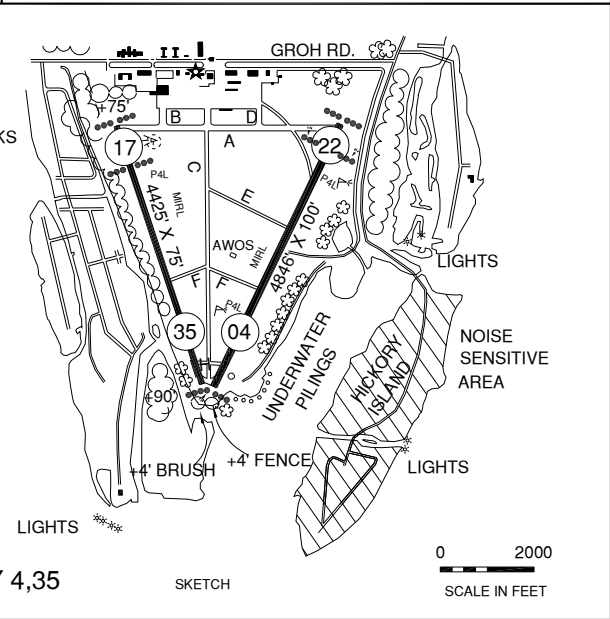 GROH RD.
+75'
B
D
KS
A
17
22
C
P4L
P4L
MIRL
4425' X 75'
E
4846' X 100'
AWOS
MIRL
LIGHTS
F
F
P4L
35
04
UNDERWATER
PILINGS
NOISE
SENSITIVE
AREA
HICKORY
ISLAND
H
+90'
+4' BRUSH
+4' FENCE
LIGHTS
LIGHTS
4,35
SKETCH
0 2000
SCALE IN FEET